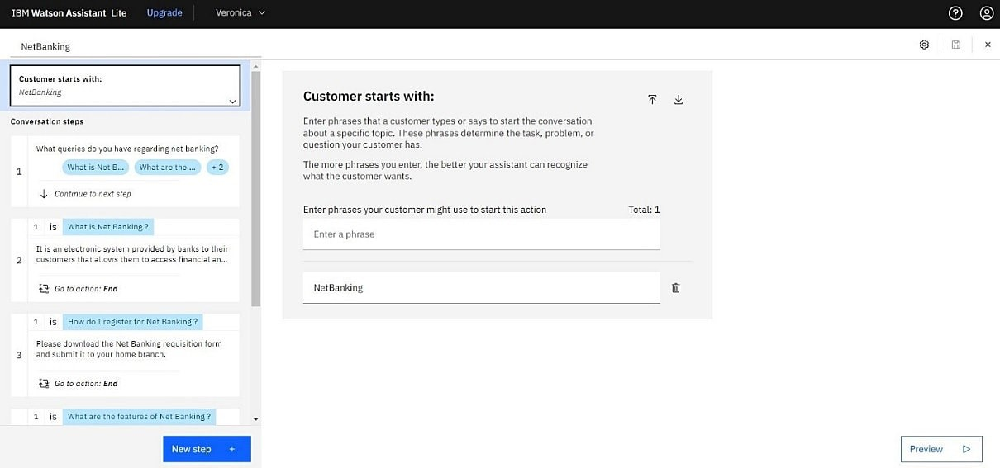 IBM Watson Assistant Lite Upgrade Veronica
NetBanking
Customer starts with:
NetBanking
Conversation steps
1
What queries do you have regarding net banking?
What is Net B... What are the ... + 2
Continue to next step
2
1 is What is Net Banking ?
It is an electronic system provided by banks to their
customers that allows them to access financial an...
Go to action: End
3
1 is How do I register for Net Banking ?
Please download the Net Banking requisition form
and submit it to your home branch.
Go to action: End
1 is What are the features of Net Banking ?
New step +
Customer starts with:
Enter phrases that a customer types or says to start the conversation
about a specific topic. These phrases determine the task, problem, or
question your customer has.
The more phrases you enter, the better your assistant can recognize
what the customer wants.
Enter phrases your customer might use to start this action Total: 1
Enter a phrase
NetBanking
Preview